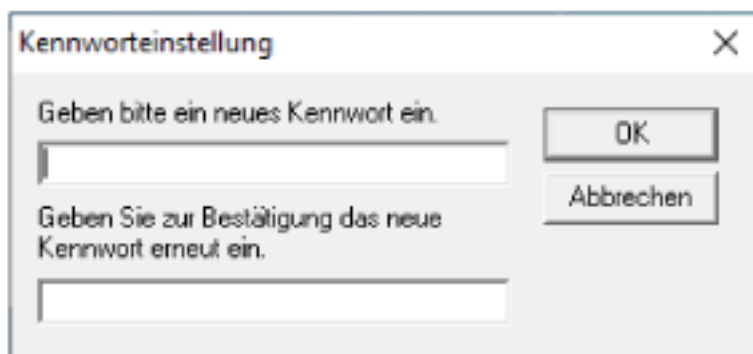 Kennworteinstellung
Geben bitte ein neues Kennwort ein.
OK
Abbrechen
Geben Sie zur Bestätigung das neue
Kennwort erneut ein.